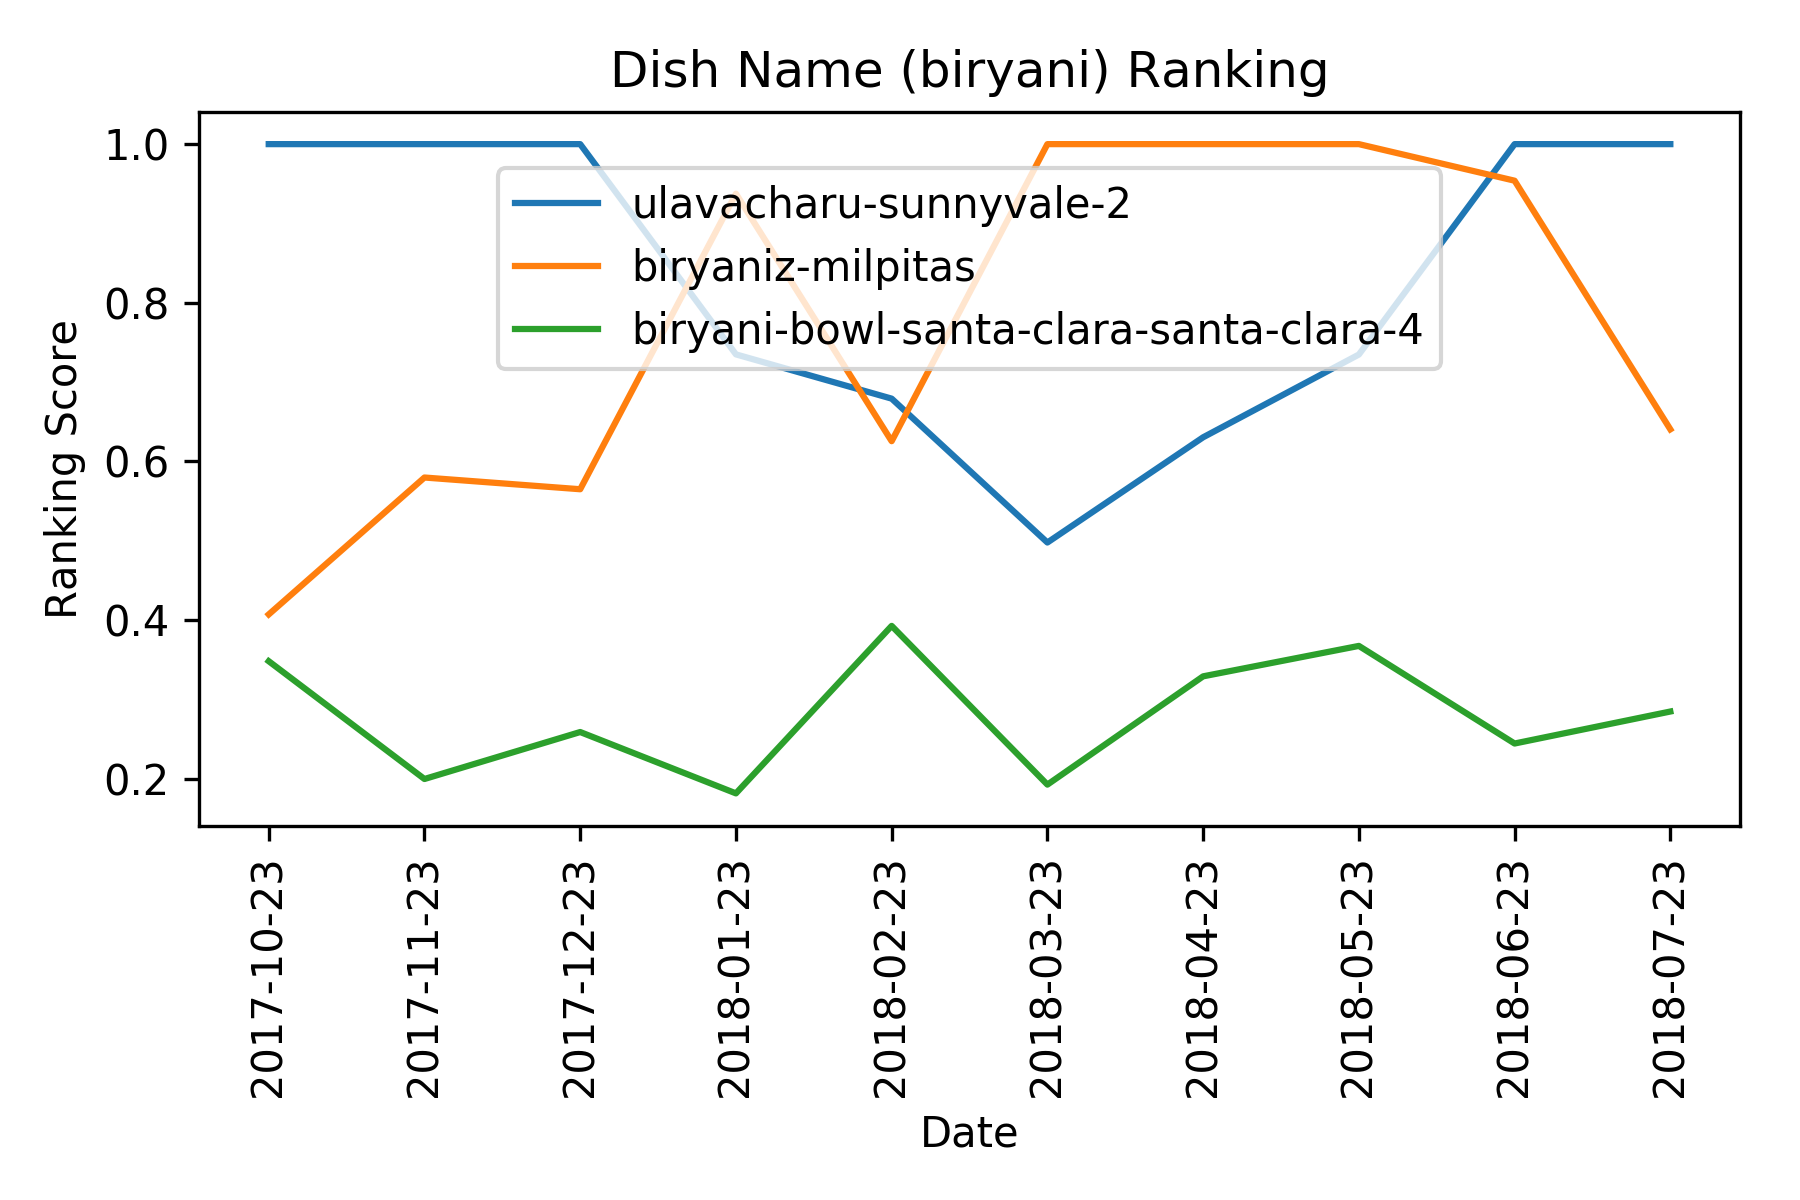 Dish Name (biryani) Ranking
1.0
0.8
0.6
0.4
0.2
Ranking Score
ulavacharu-sunnyvale-2
biryaniz-milpitas
biryani-bowl-santa-clara-santa-clara-4
2017-10-23
2017-11-23
2017-12-23
2018-01-23
2018-02-23
2018-03-23
2018-04-23
2018-05-23
2018-06-23
2018-07-23
Date